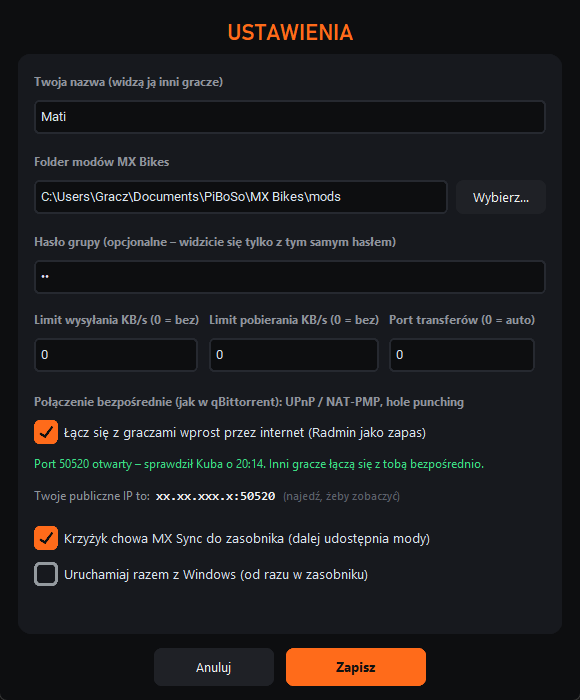 USTAWIENIA
Twoja nazwa (widzą ją inni gracze)
Mati
Folder modów MX Bikes
C:\Users\Gracz\Documents\PiBoSo\MX Bikes\mods
Wybierz...
Hasło grupy (opcjonalne – widzicie się tylko z tym samym hasłem)
••
Limit wysyłania KB/s (0 = bez) Limit pobierania KB/s (0 = bez) Port transferów (0 = auto)
0 0 0
Połączenie bezpośrednie (jak w qBittorrent): UPnP / NAT-PMP, hole punching
Łącz się z graczami wprost przez internet (Radmin jako zapas)
Port 50520 otwarty – sprawdził Kuba o 20:14. Inni gracze łączą się z tobą bezpośrednio.
Twoje publiczne IP to: xx.xx.xxx.x:50520 (najedź, żeby zobaczyć)
Krzyżyk chowa MX Sync do zasobnika (dalej udostępnia mody)
Uruchamiaj razem z Windows (od razu w zasobniku)
Anuluj Zapisz